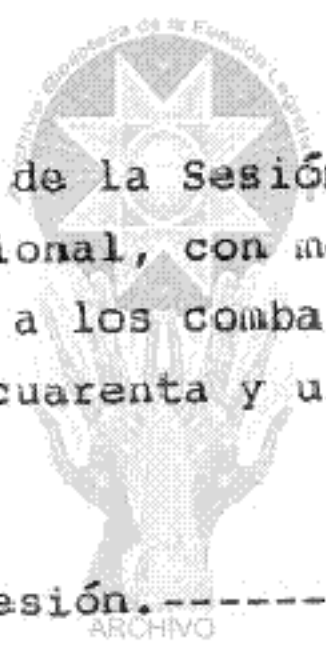 de la Sesión
ional, con m
a los comba
cuarenta y u
esión.------
ARCHIVO